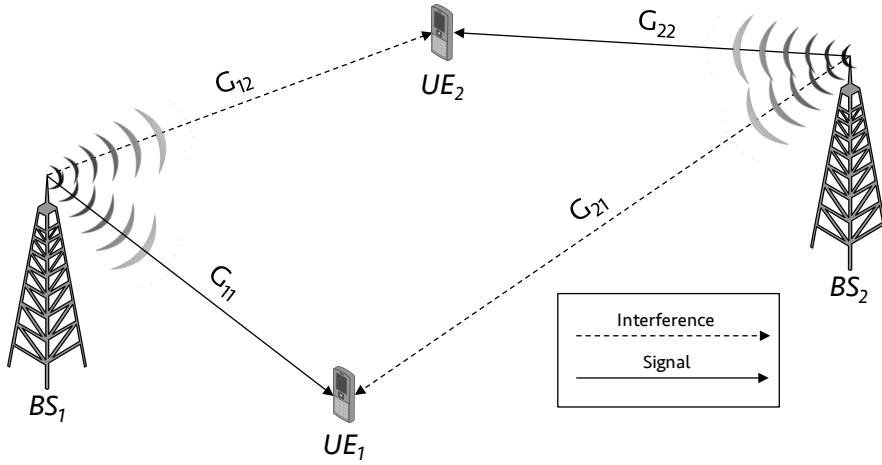 G22
G12
UE2
G21
G11
BS2
Interference
Signal
BS1
UE1